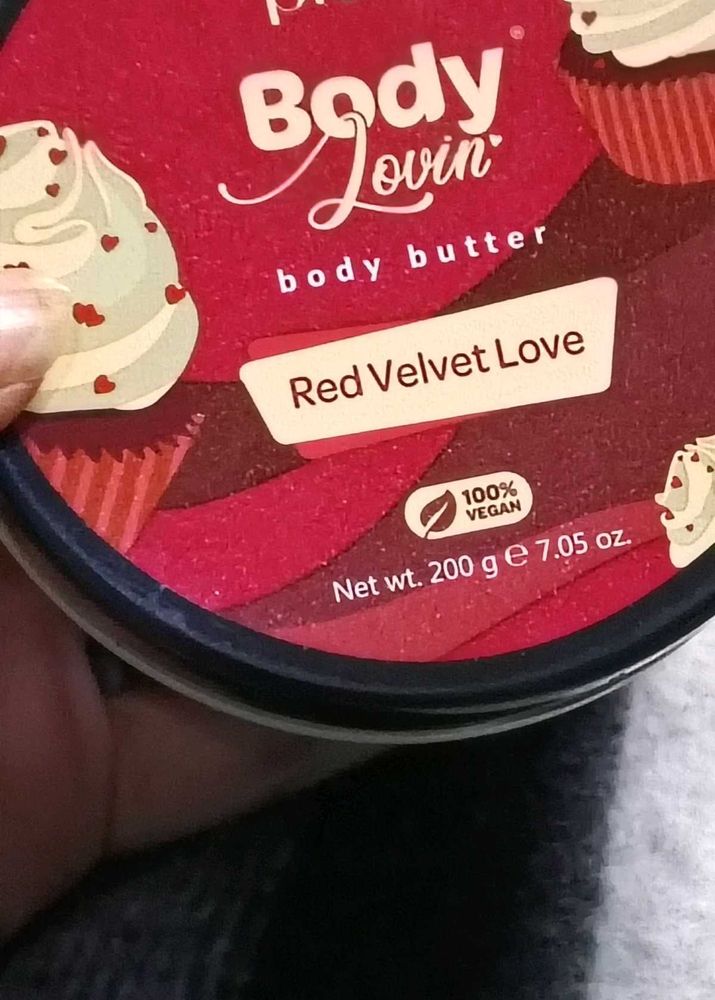 Body
Lovin'
body butter
Red Velvet Love
100%
VEGAN
Net wt. 200 g ℮ 7.05 oz.